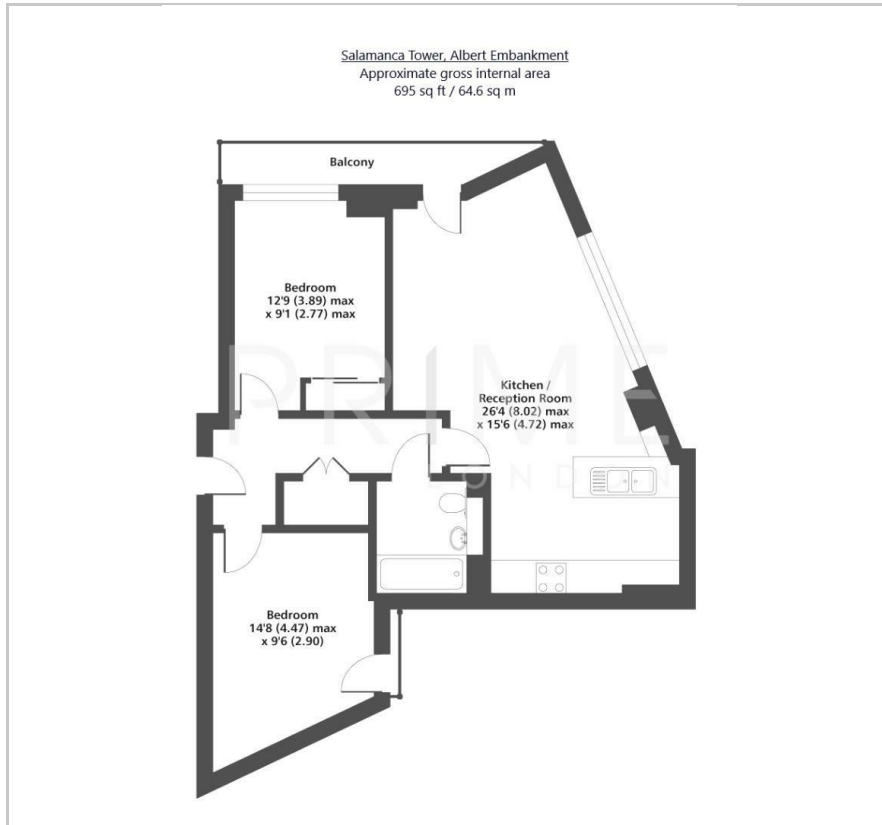 Salamanca Tower, Albert Embankment
Approximate gross internal area
695 sq ft / 64.6 sq m
Balcony
Bedroom
12'9 (3.89) max
x 9'1 (2.77) max
PRIME
LONDON
Kitchen /
Reception Room
26'4 (8.02) max
x 15'6 (4.72) max
Bedroom
14'8 (4.47) max
x 9'6 (2.90)